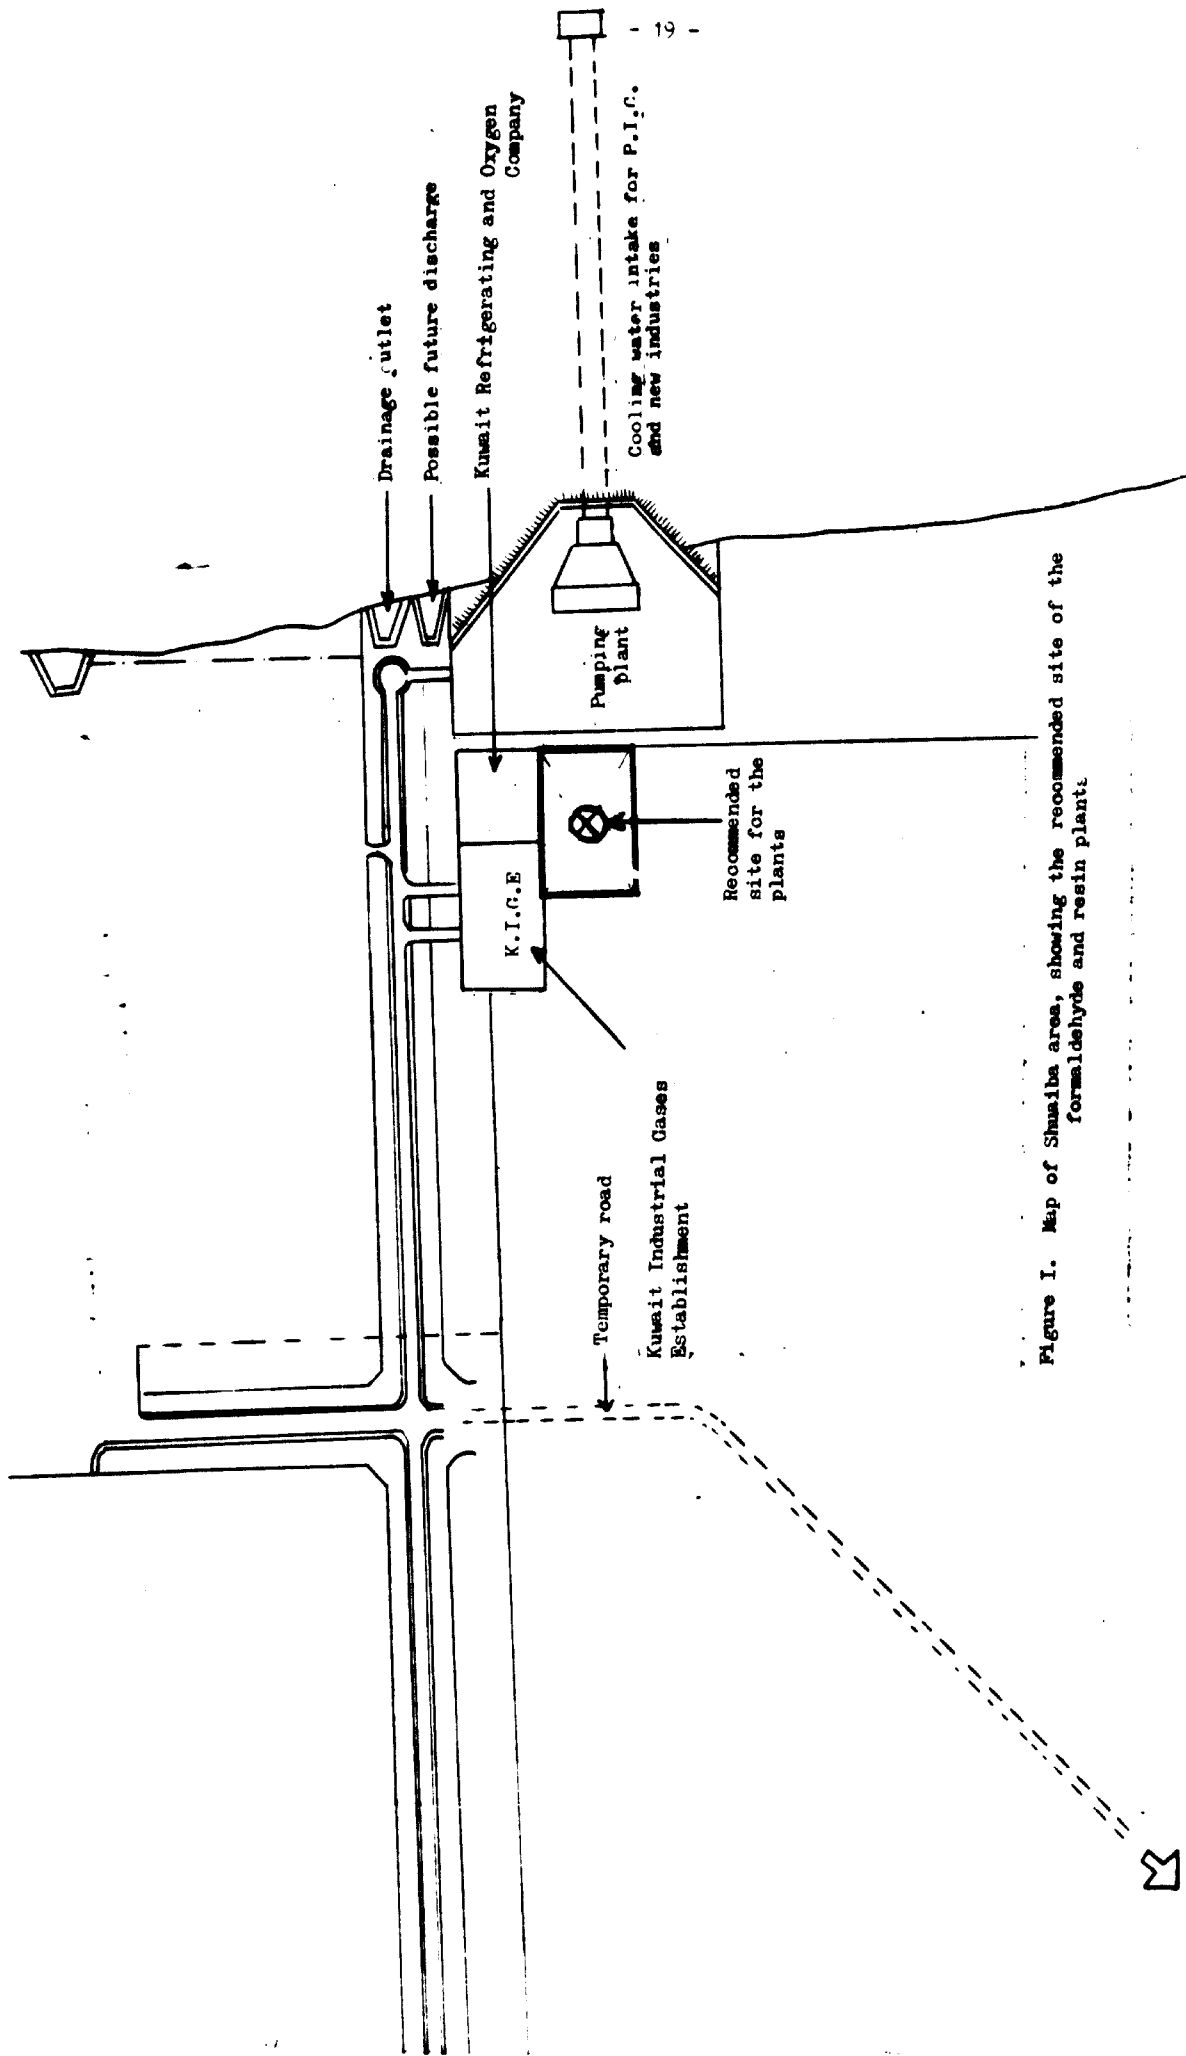 - 19 -
Drainage outlet
Possible future discharge
Kuwait Refrigerating and Oxygen
Company
Cooling water intake for P.I.C.
and new industries
Pumping
plant
K.I.G.E
Recommended
site for the
plants
Temporary road
Kuwait Industrial Gases
Establishment
Figure I. Map of Shuaiba area, showing the recommended site of the
formaldehyde and resin plants